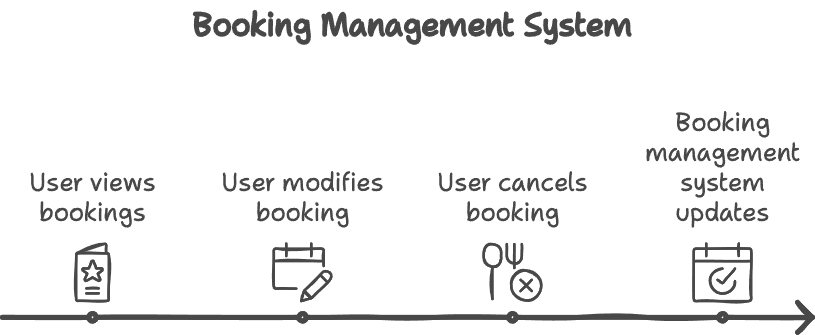 Booking Management System
User views
bookings
User modifies
booking
User cancels
booking
Booking
management
system
updates